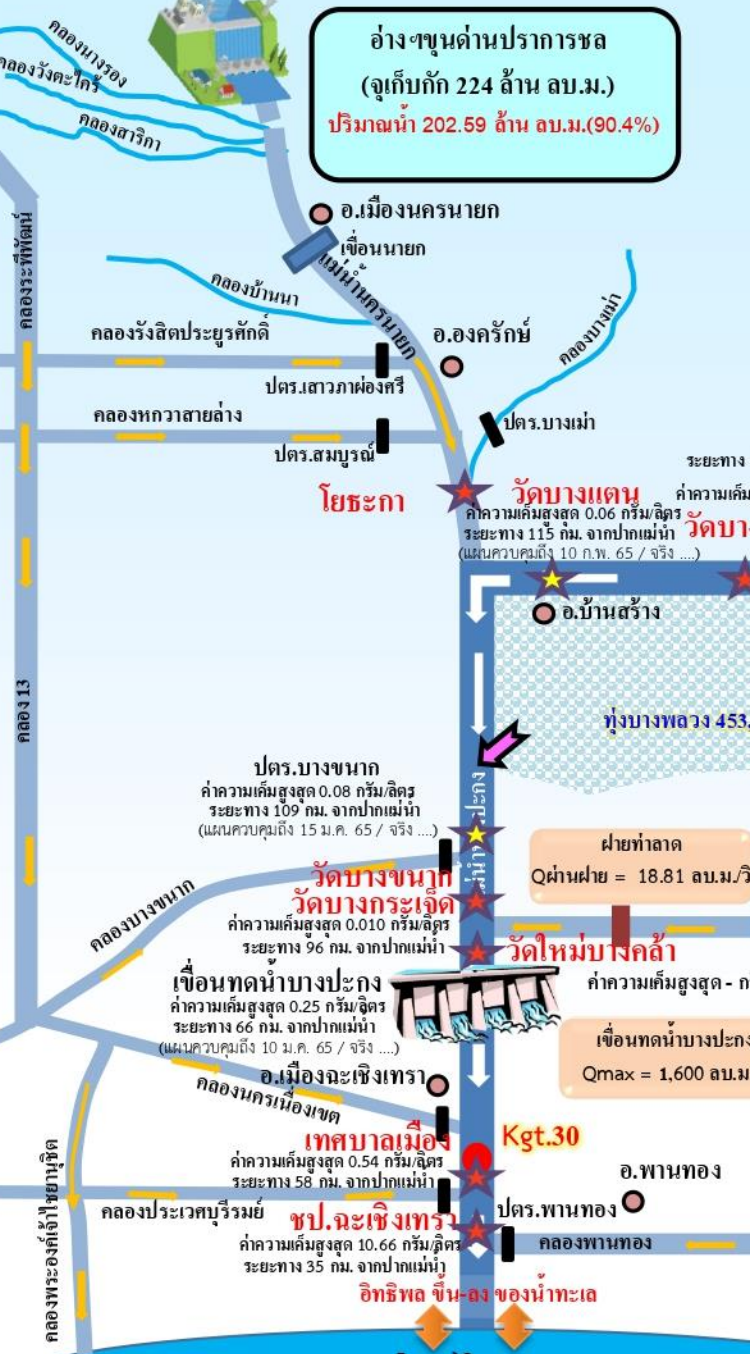 อ่างฯขุนด่านปราการชล
(จุเก็บกัก 224 ล้าน ลบ.ม.)
ปริมาณน้ำ 202.59 ล้าน ลบ.ม.(90.4%)
คลองนางรอง
คลองวังตะไคร้
คลองสาริกา
อ.เมืองนครนายก
เขื่อนนายก
แม่น้ำนครนายก
คลองระพีพัฒน์
คลองบ้านนา
คลองรังสิตประยูรศักดิ์
อ.องครักษ์
คลองบางเม่า
ปตร.เสาวภาผ่องศรี
คลองหกวาสายล่าง
ปตร.บางเม่า
ปตร.สมบูรณ์
ระยะทาง
โยธะกา
วัดบางแตน
ค่าความเค็ม
ค่าความเค็มสูงสุด 0.06 กรัม/ลิตร
วัดบา
ระยะทาง 115 กม. จากปากแม่น้ำ
(แผนควบคุมถึง 10 ก.พ. 65 / จริง ....)
อ.บ้านสร้าง
คลอง 13
ทุ่งบางพลวง 453.
ปตร.บางขนาก
ค่าความเค็มสูงสุด 0.08 กรัม/ลิตร
ระยะทาง 109 กม. จากปากแม่น้ำ
(แผนควบคุมถึง 15 ม.ค. 65 / จริง ....)
ปะกง
ฝายท่าลาด
Qผ่านฝาย = 18.81 ลบ.ม./วิ
วัดบางขนาก
วัดบางกระเจ็ด
ค่าความเค็มสูงสุด 0.010 กรัม/ลิตร
ระยะทาง 96 กม. จากปากแม่น้ำ
คลองบางขนาก
วัดใหม่บางคล้า
ค่าความเค็มสูงสุด - ก
เขื่อนทดน้ำบางปะกง
ค่าความเค็มสูงสุด 0.25 กรัม/ลิตร
ระยะทาง 66 กม. จากปากแม่น้ำ
(แผนควบคุมถึง 10 ม.ค. 65 / จริง ....)
เขื่อนทดน้ำบางปะกง
Qmax = 1,600 ลบ.ม
อ.เมืองฉะเชิงเทรา
คลองนครเนื่องเขต
เทศบาลเมือง
Kgt.30
ค่าความเค็มสูงสุด 0.54 กรัม/ลิตร
ระยะทาง 58 กม. จากปากแม่น้ำ
อ.พานทอง
คลองพระองค์เจ้าไชยานุชิต
คลองประเวศบุรีรมย์
ชป.ฉะเชิงเทรา
ปตร.พานทอง
ค่าความเค็มสูงสุด 10.66 กรัม/ลิตร
ระยะทาง 35 กม. จากปากแม่น้ำ
คลองพานทอง
อิทธิพล ขึ้น-ลง ของน้ำทะเล